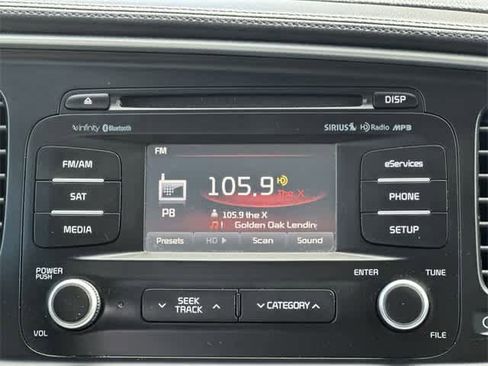 DISP
infinity Bluetooth
SIRIUS HD Radio MP3
FM/AM
SAT
MEDIA
FM
105.9 HD
The X
P8
105.9 the X
Golden Oak Lendin
Presets HD Scan Sound
eServices
PHONE
SETUP
POWER
PUSH
VOL
SEEK
TRACK
CATEGORY
ENTER TUNE
FILE